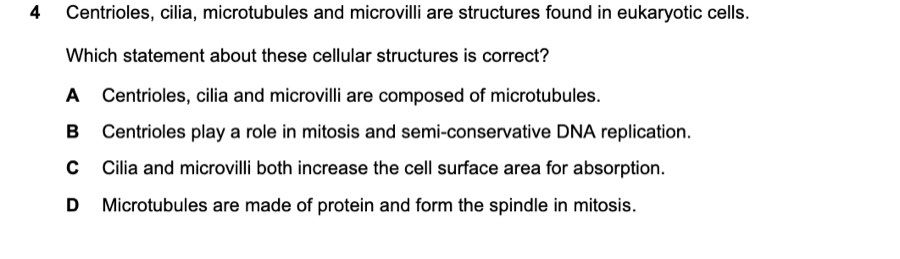 4 Centrioles, cilia, microtubules and microvilli are structures found in eukaryotic cells.
Which statement about these cellular structures is correct?
A Centrioles, cilia and microvilli are composed of microtubules.
B Centrioles play a role in mitosis and semi-conservative DNA replication.
C Cilia and microvilli both increase the cell surface area for absorption.
D Microtubules are made of protein and form the spindle in mitosis.